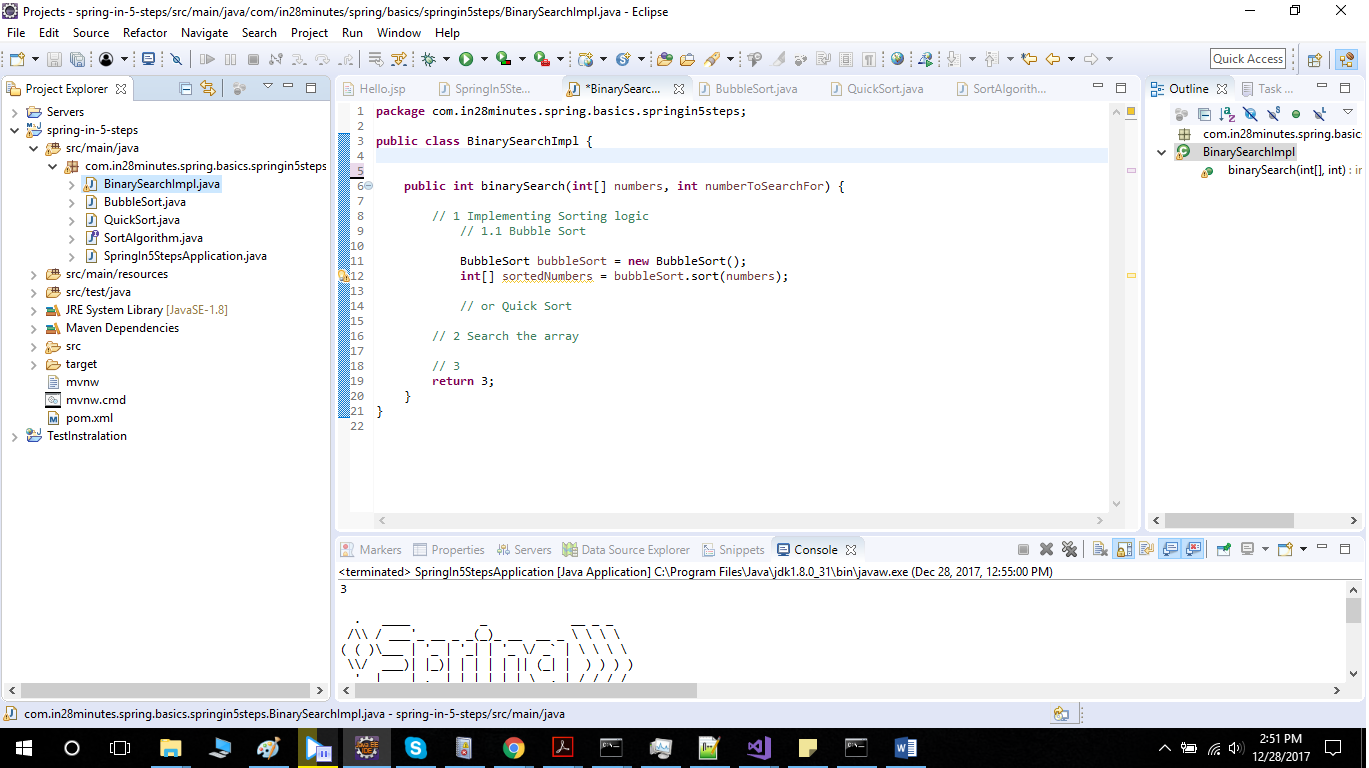 Projects - spring-in-5-steps/src/main/java/com/in28minutes/spring/basics/springin5steps/BinarySearchImpl.java - Eclipse
File Edit Source Refactor Navigate Search Project Run Window Help
Quick Access
Project Explorer
Servers
spring-in-5-steps
src/main/java
com.in28minutes.spring.basics.springin5steps
BinarySearchImpl.java
BubbleSort.java
QuickSort.java
SortAlgorithm.java
SpringIn5StepsApplication.java
src/main/resources
src/test/java
JRE System Library [JavaSE-1.8]
Maven Dependencies
src
target
mvnw
mvnw.cmd
pom.xml
TestInstralation
Hello.jsp SpringIn5Ste... *BinarySearc... BubbleSort.java QuickSort.java SortAlgorith...
1 package com.in28minutes.spring.basics.springin5steps;
2
3 public class BinarySearchImpl {
4
5
6 public int binarySearch(int[] numbers, int numberToSearchFor) {
7
8 // 1 Implementing Sorting logic
9 // 1.1 Bubble Sort
10
11 BubbleSort bubbleSort = new BubbleSort();
12 int[] sortedNumbers = bubbleSort.sort(numbers);
13
14 // or Quick Sort
15
16 // 2 Search the array
17
18 // 3
19 return 3;
20 }
21 }
22
Outline Task ...
com.in28minutes.spring.basic
BinarySearchImpl
binarySearch(int[], int) : ir
Markers Properties Servers Data Source Explorer Snippets Console
<terminated> SpringIn5StepsApplication [Java Application] C:\Program Files\Java\jdk1.8.0_31\bin\javaw.exe (Dec 28, 2017, 12:55:00 PM)
3
Spring
com.in28minutes.spring.basics.springin5steps.BinarySearchImpl.java - spring-in-5-steps/src/main/java
2:51 PM
12/28/2017